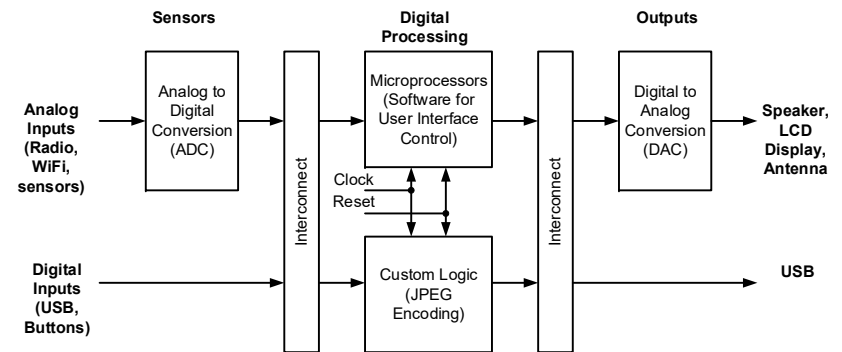 Sensors
Digital
Processing
Outputs
Analog
Inputs
(Radio,
WiFi,
sensors)
Analog to
Digital
Conversion
(ADC)
Interconnect
Microprocessors
(Software for
User Interface
Control)
Clock
Reset
Interconnect
Digital to
Analog
Conversion
(DAC)
Speaker,
LCD
Display,
Antenna
Digital
Inputs
(USB,
Buttons)
Custom Logic
(JPEG
Encoding)
USB